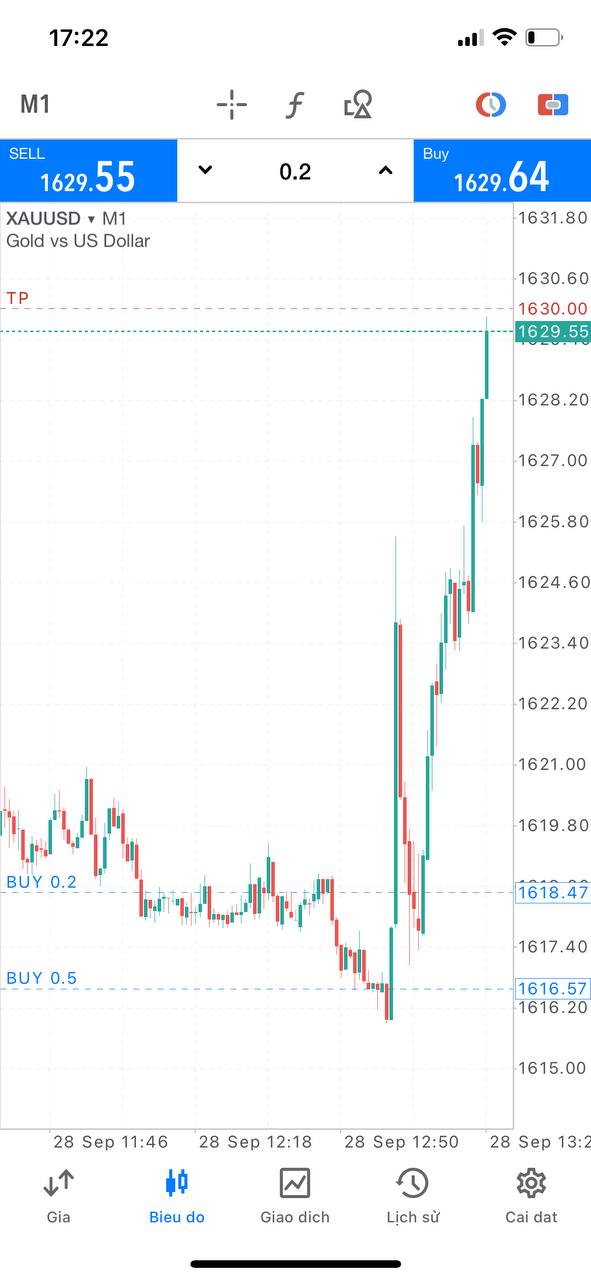 17:22
M1
SELL
1629.55
0.2
Buy
1629.64
XAUUSD ▾ M1
Gold vs US Dollar
1631.80
1630.60
TP
1630.00
1629.55
1628.20
1627.00
1625.80
1624.60
1623.40
1622.20
1621.00
1619.80
BUY 0.2
1618.47
1617.40
BUY 0.5
1616.57
1616.20
1615.00
28 Sep 11:46
28 Sep 12:18
28 Sep 12:50
28 Sep 13:2
Gia
Bieu do
Giao dich
Lịch sử
Cai dat